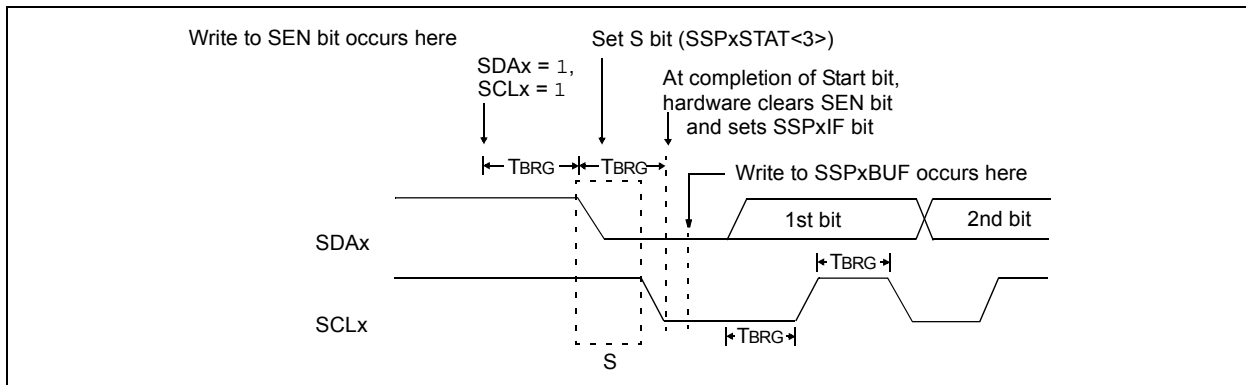 Write to SEN bit occurs here
Set S bit (SSPxSTAT<3>)
SDAx = 1,
SCLx = 1
At completion of Start bit,
hardware clears SEN bit
and sets SSPxIF bit
TBRG
TBRG
Write to SSPxBUF occurs here
1st bit
2nd bit
SDAx
TBRG
SCLx
TBRG
S